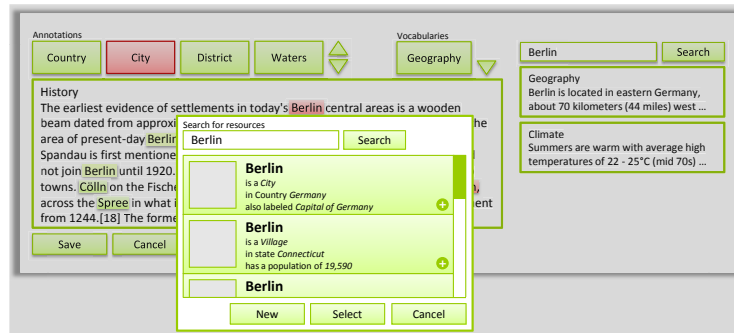 Annotations
Vocabularies
Country City District Waters
Geography
Berlin Search
History
The earliest evidence of settlements in today's Berlin central areas is a wooden
beam dated from approxi
he
area of present-day Berlin
Spandau is first mentione
not join Berlin until 1920.
towns. Cölln on the Fische
across the Spree in what i
ent
from 1244.[18] The forme
Save Cancel
Search for resources
Berlin Search
Berlin
is a City
in Country Germany
also labeled Capital of Germany
Berlin
is a Village
in state Connecticut
has a population of 19,590
Berlin
New Select Cancel
Geography
Berlin is located in eastern Germany,
about 70 kilometers (44 miles) west ...
Climate
Summers are warm with average high
temperatures of 22 - 25°C (mid 70s) ...